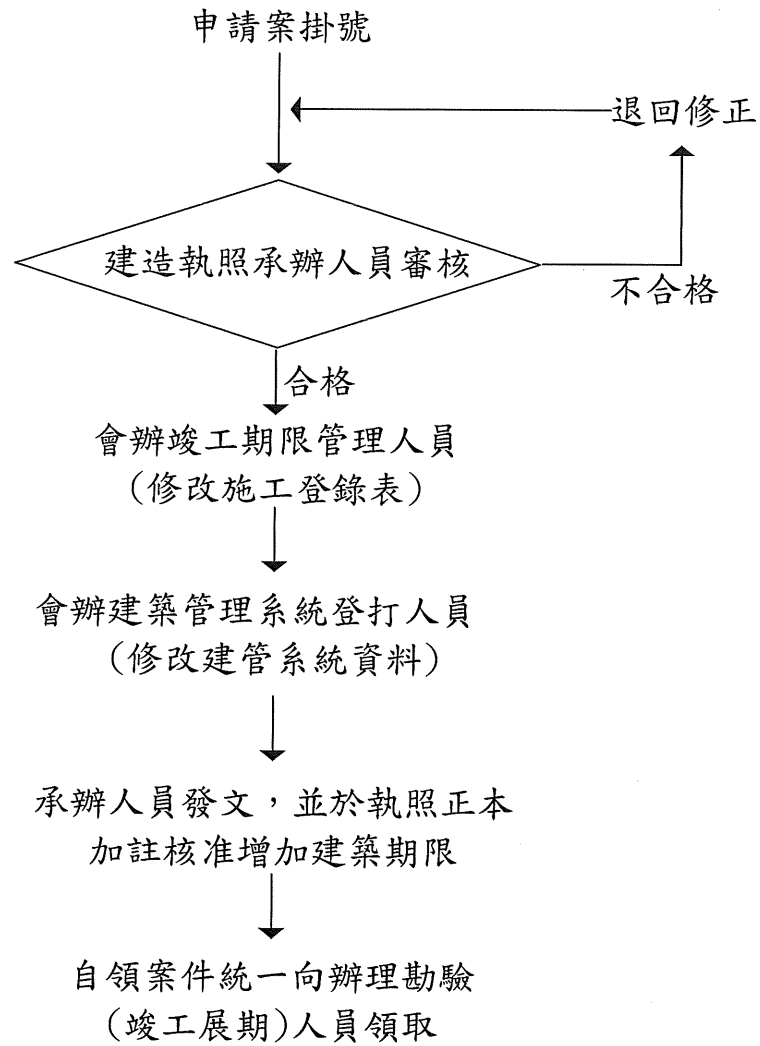 申請案掛號
退回修正
建造執照承辦人員審核
不合格
合格
會辦竣工期限管理人員
(修改施工登錄表)
會辦建築管理系統登打人員
(修改建管系統資料)
承辦人員發文,並於執照正本
加註核准增加建築期限
自領案件統一向辦理勘驗
(竣工展期)人員領取